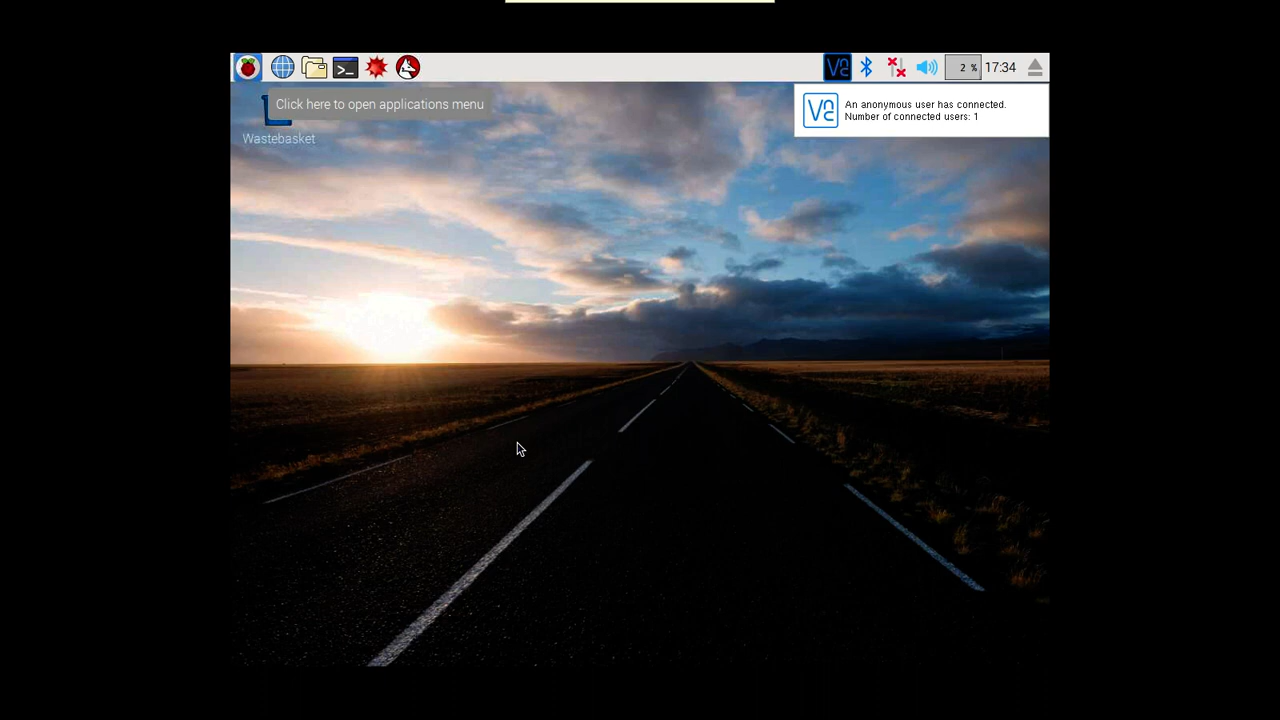 2 %
17:34
Click here to open applications menu
An anonymous user has connected.
Number of connected users: 1
Wastebasket